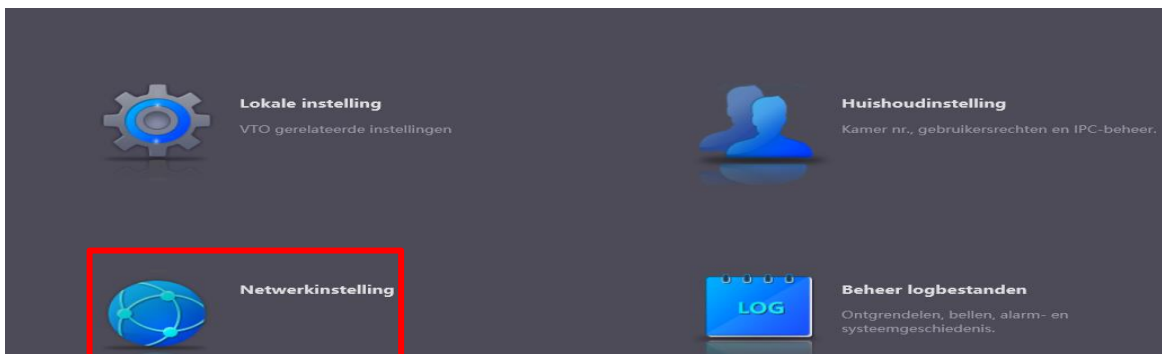 Lokale instelling
VTO gerelateerde instellingen
Huishoudinstelling
Kamer nr., gebruikersrechten en IPC-beheer.
Netwerkinstelling
LOG
Beheer logbestanden
Ontgrendelen, bellen, alarm- en
systeemgeschiedenis.